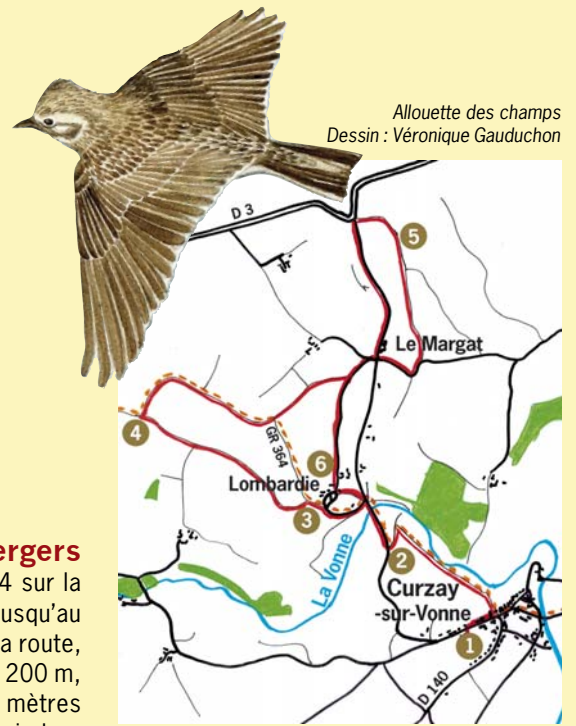 Allouette des champs
Dessin : Véronique Gauduchon
D 3
5
Le Margat
4
GR 364
6
Lombardie
3
La Vonne
2
Curzay
-sur-Vonne
1
D 140
ergers
4 sur la
usqu’au
a route,
200 m,
mètres